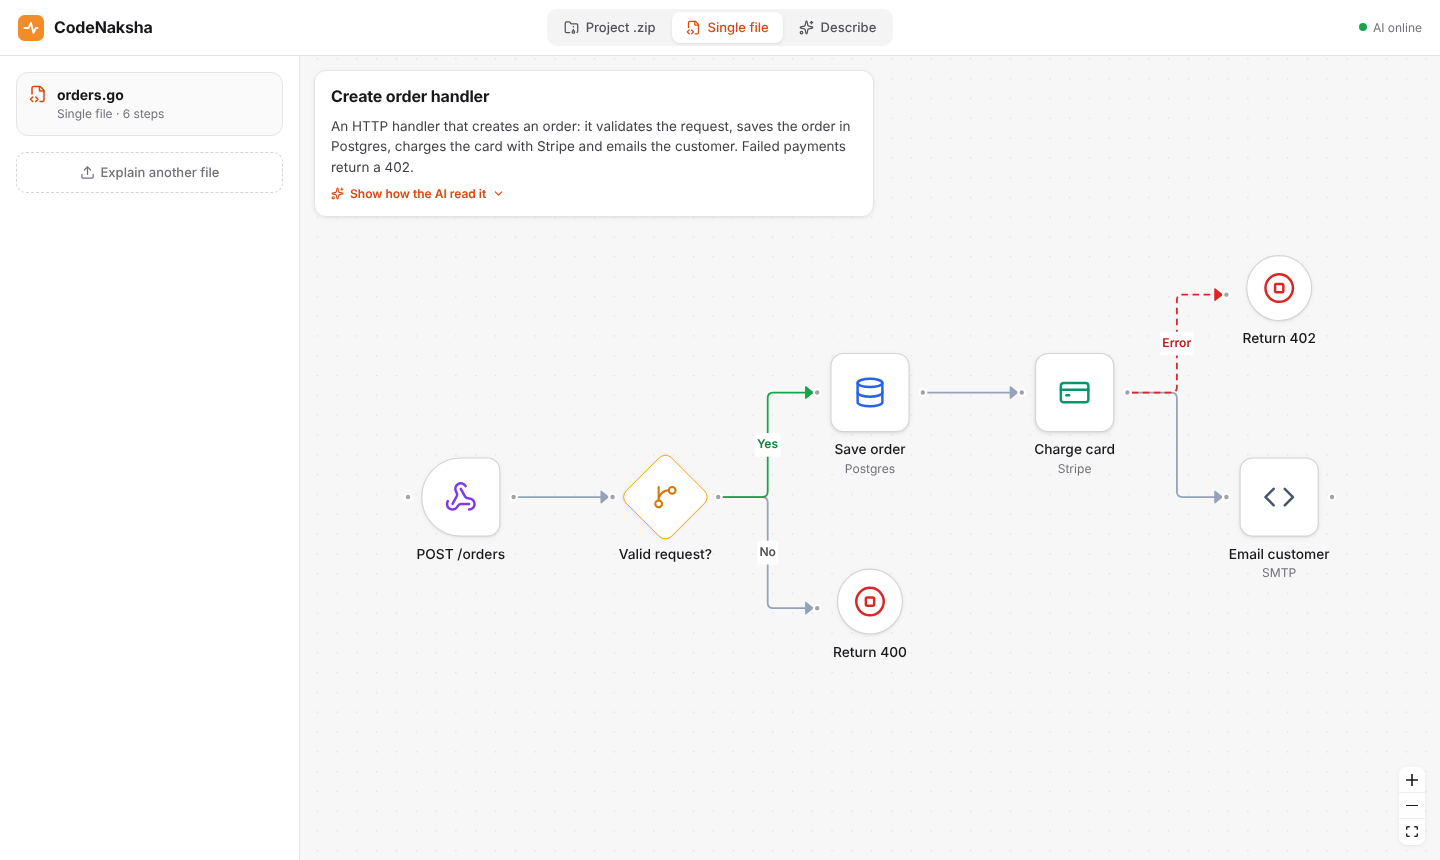 CodeNaksha
Project .zip
Single file
Describe
AI online
orders.go
Single file · 6 steps
Explain another file
Create order handler
An HTTP handler that creates an order: it validates the request, saves the order in
Postgres, charges the card with Stripe and emails the customer. Failed payments
return a 402.
Show how the AI read it
Return 402
Error
Yes
Save order
Postgres
Charge card
Stripe
POST /orders
Valid request?
No
Email customer
SMTP
Return 400